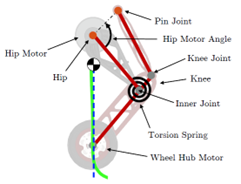 Pin Joint
Hip Motor
Hip Motor Angle
Knee Joint
Hip
Knee
Inner Joint
Torsion Spring
Wheel Hub Motor